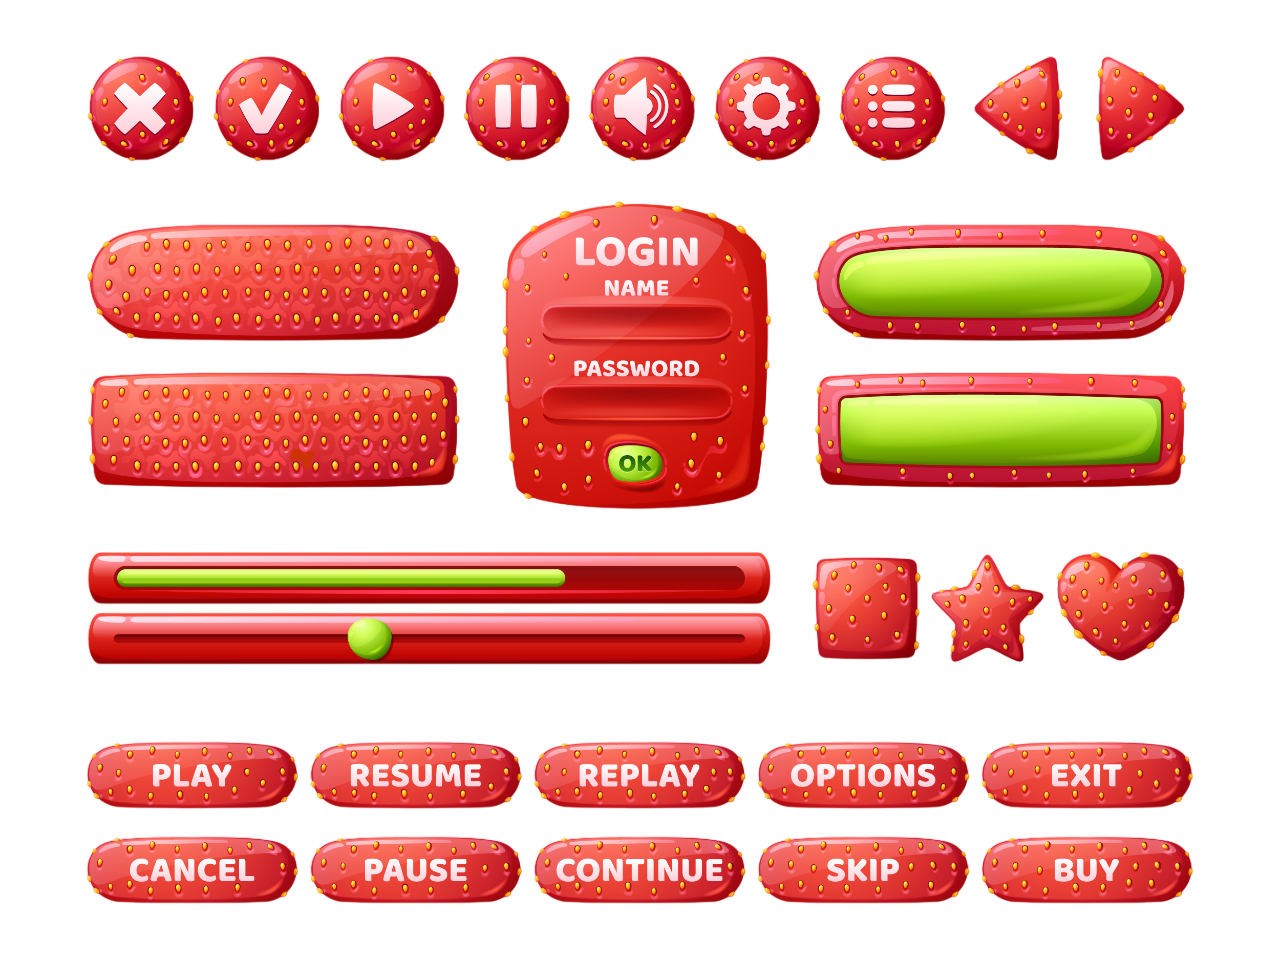 LOGIN
NAME
PASSWORD
OK
PLAY
RESUME
REPLAY
OPTIONS
EXIT
CANCEL
PAUSE
CONTINUE
SKIP
BUY